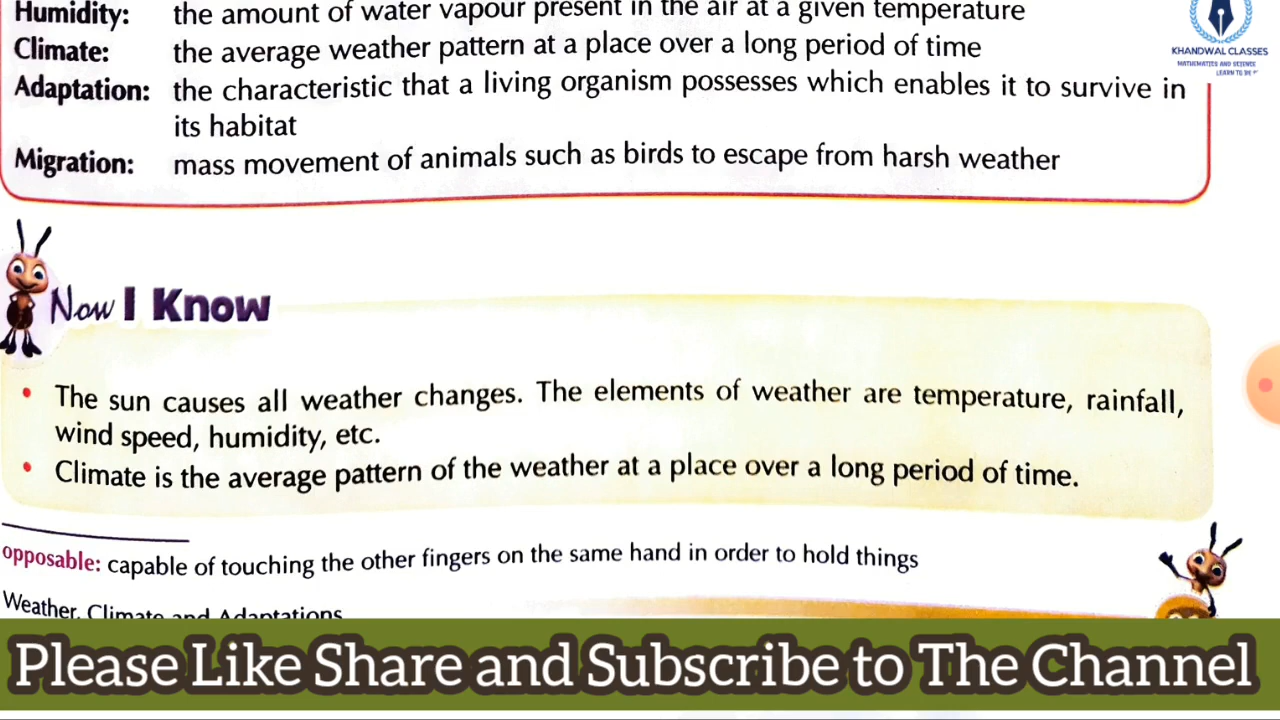 Humidity: the amount of water vapour present in the air at a given temperature
KHANDWAL CLASSES
MATHEMATICS AND SCIENCE
LEARN TO BE
Climate: the average weather pattern at a place over a long period of time
Adaptation: the characteristic that a living organism possesses which enables it to survive in
its habitat
Migration: mass movement of animals such as birds to escape from harsh weather
Now I Know
• The sun causes all weather changes. The elements of weather are temperature, rainfall,
wind speed, humidity, etc.
• Climate is the average pattern of the weather at a place over a long period of time.
opposable: capable of touching the other fingers on the same hand in order to hold things
Weather, Climate and Adaptations
Please Like Share and Subscribe to The Channel